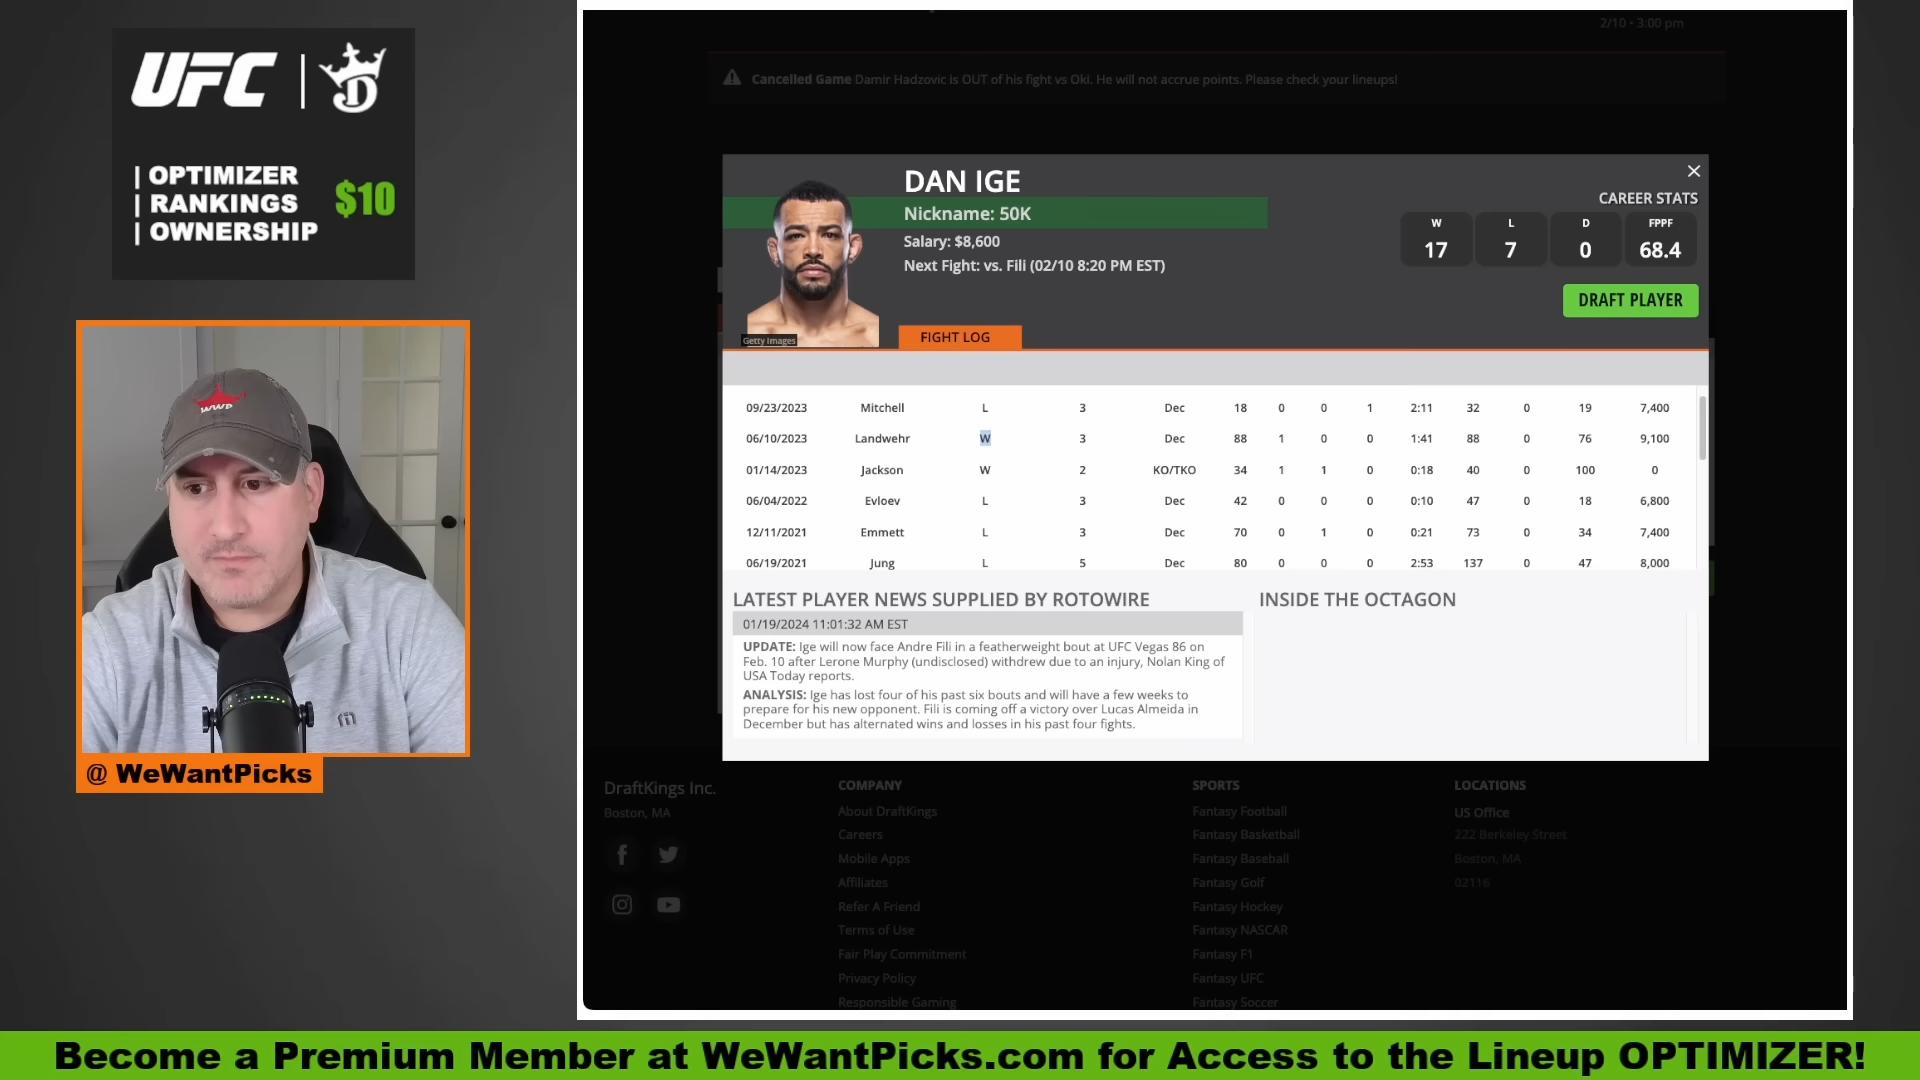 UFC
| OPTIMIZER
| RANKINGS
| OWNERSHIP
$10
WWP
@ WeWantPicks
2/10 • 3:00 pm
Cancelled Game Damir Hadzovic is OUT of his fight vs Oki. He will not accrue points. Please check your lineups!
DAN IGE
Nickname: 50K
Salary: $8,600
Next Fight: vs. Fili (02/10 8:20 PM EST)
CAREER STATS
W L D FPPF
17 7 0 68.4
DRAFT PLAYER
Getty Images
FIGHT LOG
09/23/2023 Mitchell L 3 Dec 18 0 0 1 2:11 32 0 19 7,400
06/10/2023 Landwehr W 3 Dec 88 1 0 0 1:41 88 0 76 9,100
01/14/2023 Jackson W 2 KO/TKO 34 1 1 0 0:18 40 0 100 0
06/04/2022 Evloev L 3 Dec 42 0 0 0 0:10 47 0 18 6,800
12/11/2021 Emmett L 3 Dec 70 0 1 0 0:21 73 0 34 7,400
06/19/2021 Jung L 5 Dec 80 0 0 0 2:53 137 0 47 8,000
LATEST PLAYER NEWS SUPPLIED BY ROTOWIRE
01/19/2024 11:01:32 AM EST
UPDATE: Ige will now face Andre Fili in a featherweight bout at UFC Vegas 86 on
Feb. 10 after Lerone Murphy (undisclosed) withdrew due to an injury, Nolan King of
USA Today reports.
ANALYSIS: Ige has lost four of his past six bouts and will have a few weeks to
prepare for his new opponent. Fili is coming off a victory over Lucas Almeida in
December but has alternated wins and losses in his past four fights.
INSIDE THE OCTAGON
DraftKings Inc.
Boston, MA
COMPANY
About DraftKings
Careers
Mobile Apps
Affiliates
Refer A Friend
Terms of Use
Fair Play Commitment
Privacy Policy
Responsible Gaming
SPORTS
Fantasy Football
Fantasy Basketball
Fantasy Baseball
Fantasy Golf
Fantasy Hockey
Fantasy NASCAR
Fantasy F1
Fantasy UFC
Fantasy Soccer
LOCATIONS
US Office
222 Berkeley Street
Boston, MA
02116
Become a Premium Member at WeWantPicks.com for Access to the Lineup OPTIMIZER!